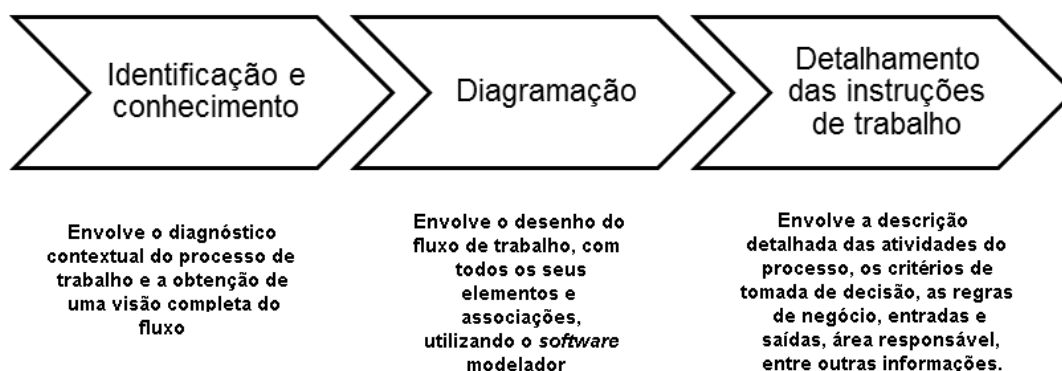 Identificação e
conhecimento
Diagramação
Detalhamento
das instruções
de trabalho
Envolve o diagnóstico
contextual do processo de
trabalho e a obtenção de
uma visão completa do
fluxo
Envolve o desenho do
fluxo de trabalho, com
todos os seus
elementos e
associações,
utilizando o software
modelador
Envolve a descrição
detalhada das atividades do
processo, os critérios de
tomada de decisão, as regras
de negócio, entradas e
saídas, área responsável,
entre outras informações.